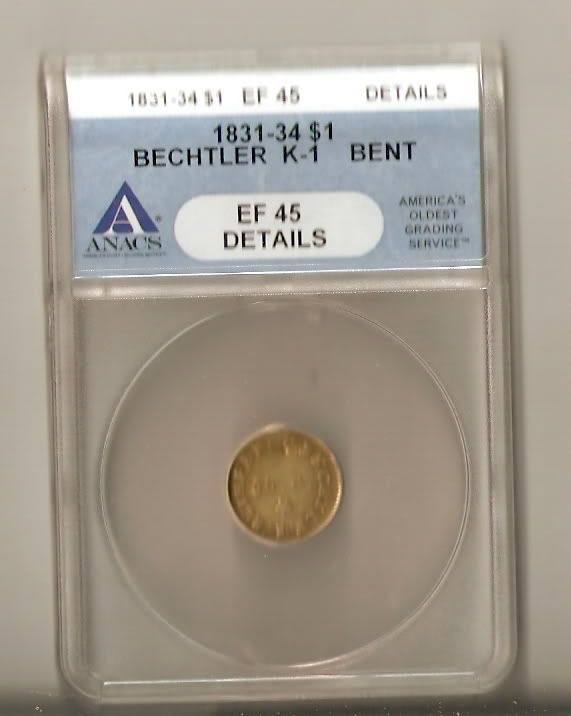 1831-34 $1 EF 45 DETAILS
1831-34 $1
BECHTLER K-1 BENT
EF 45
DETAILS
ANACS
®
AMERICA'S
OLDEST
GRADING
SERVICE™